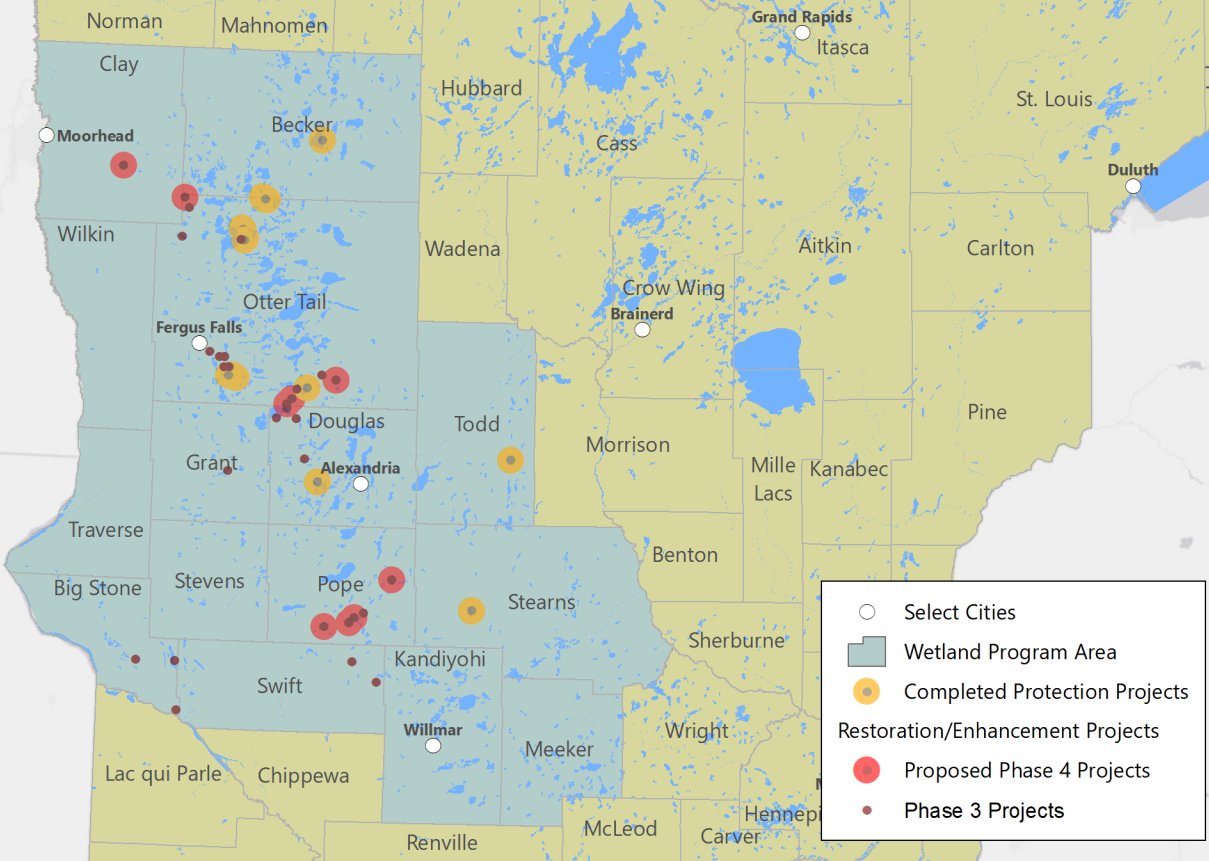 Norman
Mahnomen
Grand Rapids
Itasca
Clay
Hubbard
St. Louis
Becker
Moorhead
Cass
Duluth
Wilkin
Wadena
Aitkin
Carlton
Crow Wing
Otter Tail
Brainerd
Fergus Falls
Pine
Douglas
Todd
Morrison
Grant
Alexandria
Mille
Lacs
Kanabec
Traverse
Benton
Big Stone
Stevens
Pope
Stearns
Sherburne
Kandiyohi
Swift
Willmar
Wright
Meeker
Lac qui Parle
Chippewa
Hennepi
McLeod
Carver
Renville
Select Cities
Wetland Program Area
Completed Protection Projects
Restoration/Enhancement Projects
Proposed Phase 4 Projects
Phase 3 Projects